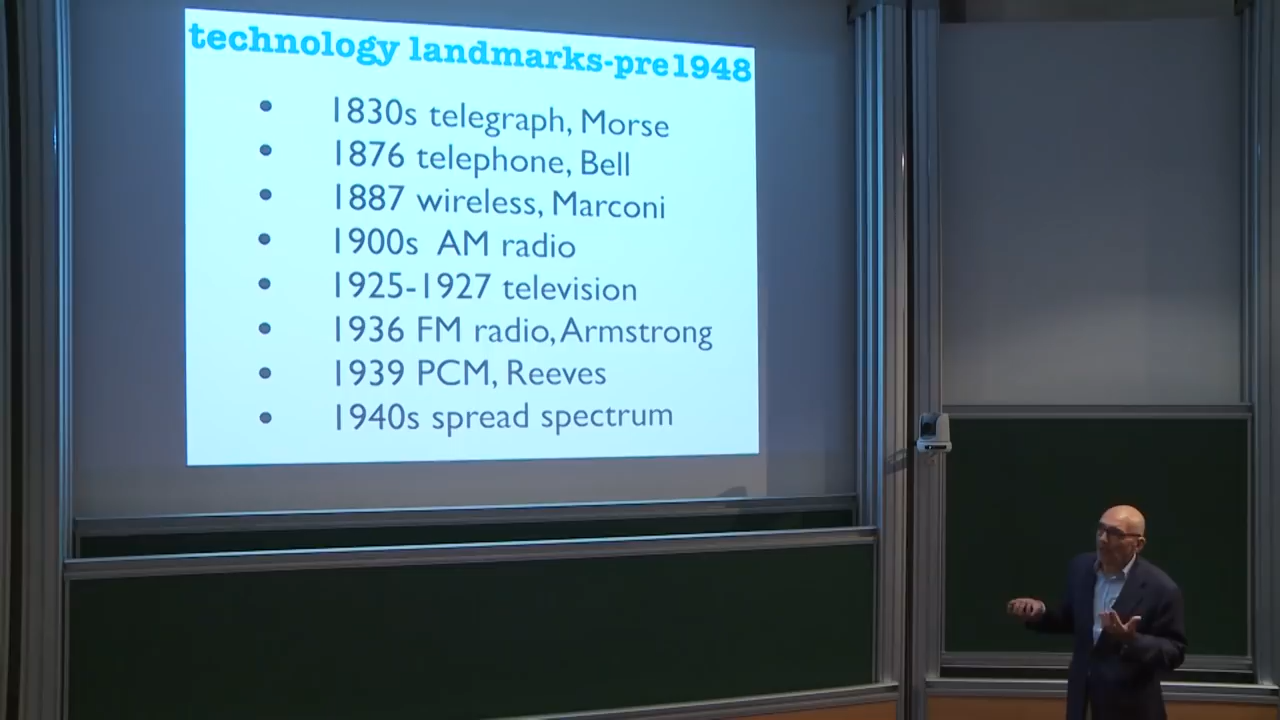 technology landmarks-pre1948
• 1830s telegraph, Morse
• 1876 telephone, Bell
• 1887 wireless, Marconi
• 1900s AM radio
• 1925-1927 television
• 1936 FM radio, Armstrong
• 1939 PCM, Reeves
• 1940s spread spectrum